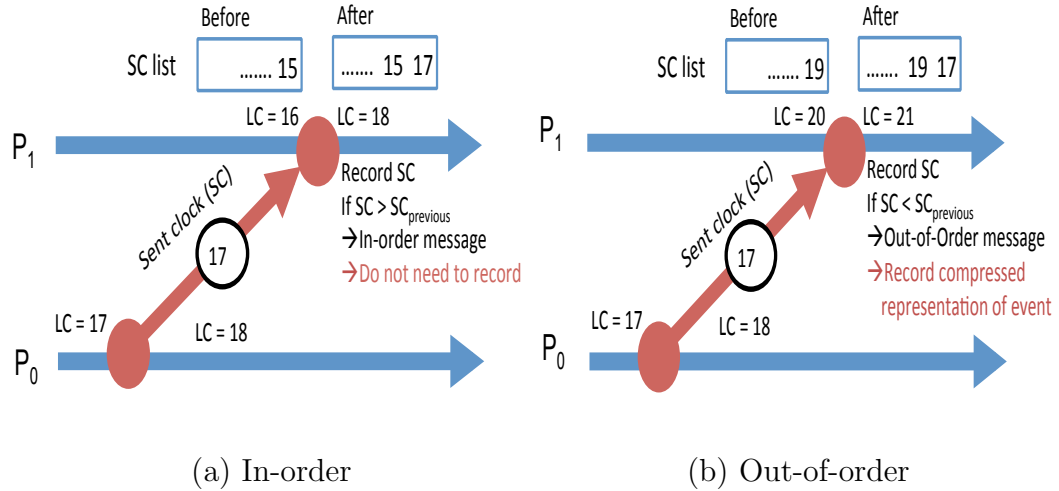 Before After
SC list ....... 15 ....... 15 17
LC = 16 LC = 18
P1
Sent clock (SC)
17
Record SC
If SC > SCprevious
→In-order message
→Do not need to record
LC = 17
LC = 18
P0
(a) In-order
Before After
SC list ....... 19 ....... 19 17
LC = 20 LC = 21
P1
Sent clock (SC)
17
Record SC
If SC < SCprevious
→Out-of-Order message
→Record compressed
representation of event
LC = 17
LC = 18
P0
(b) Out-of-order